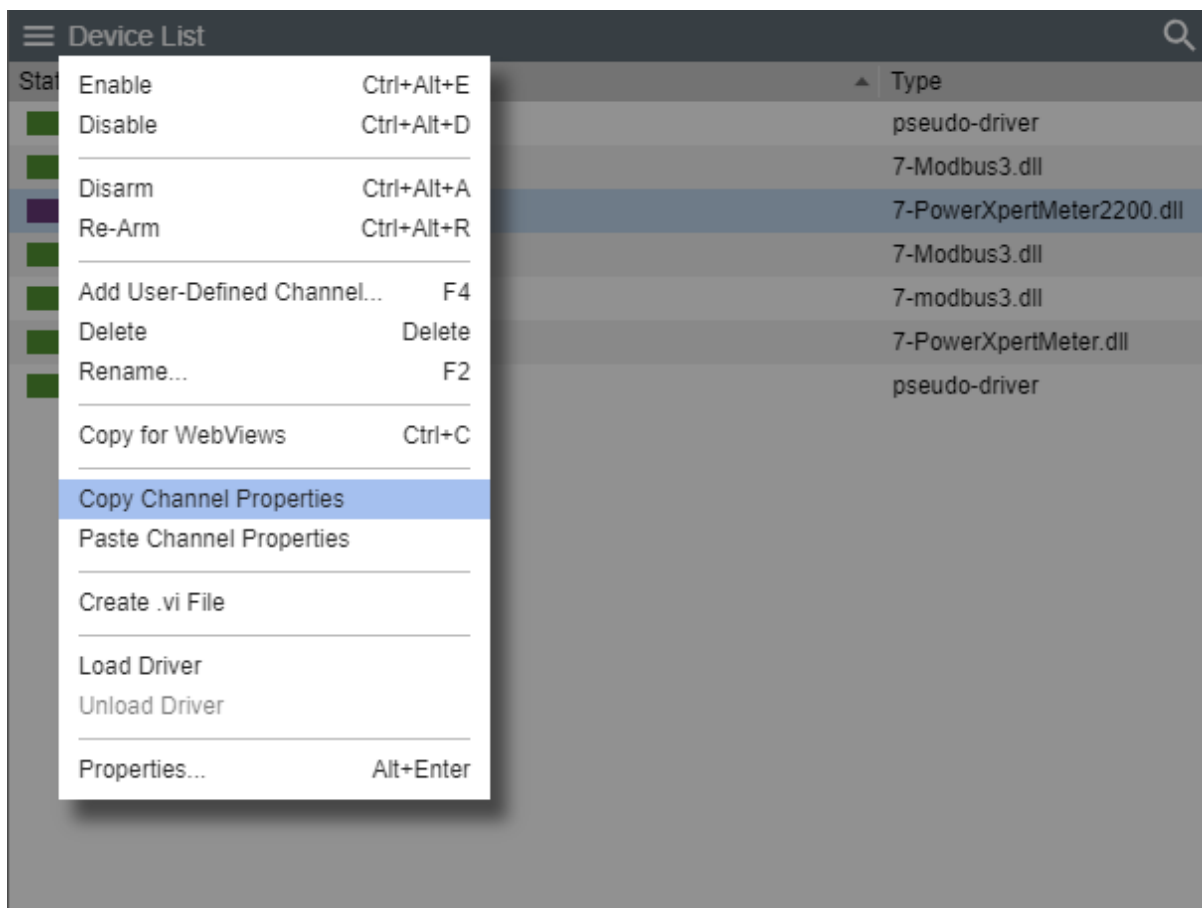 Device List
Stat Type
Enable Ctrl+Alt+E
Disable Ctrl+Alt+D
Disarm Ctrl+Alt+A
Re-Arm Ctrl+Alt+R
Add User-Defined Channel... F4
Delete Delete
Rename... F2
Copy for WebViews Ctrl+C
Copy Channel Properties
Paste Channel Properties
Create .vi File
Load Driver
Unload Driver
Properties... Alt+Enter
pseudo-driver
7-Modbus3.dll
7-PowerXpertMeter2200.dll
7-Modbus3.dll
7-modbus3.dll
7-PowerXpertMeter.dll
pseudo-driver